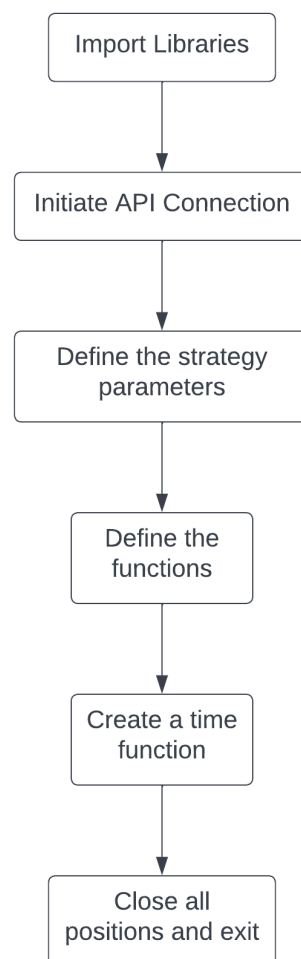 Import Libraries
Initiate API Connection
Define the strategy
parameters
Define the
functions
Create a time
function
Close all
positions and exit